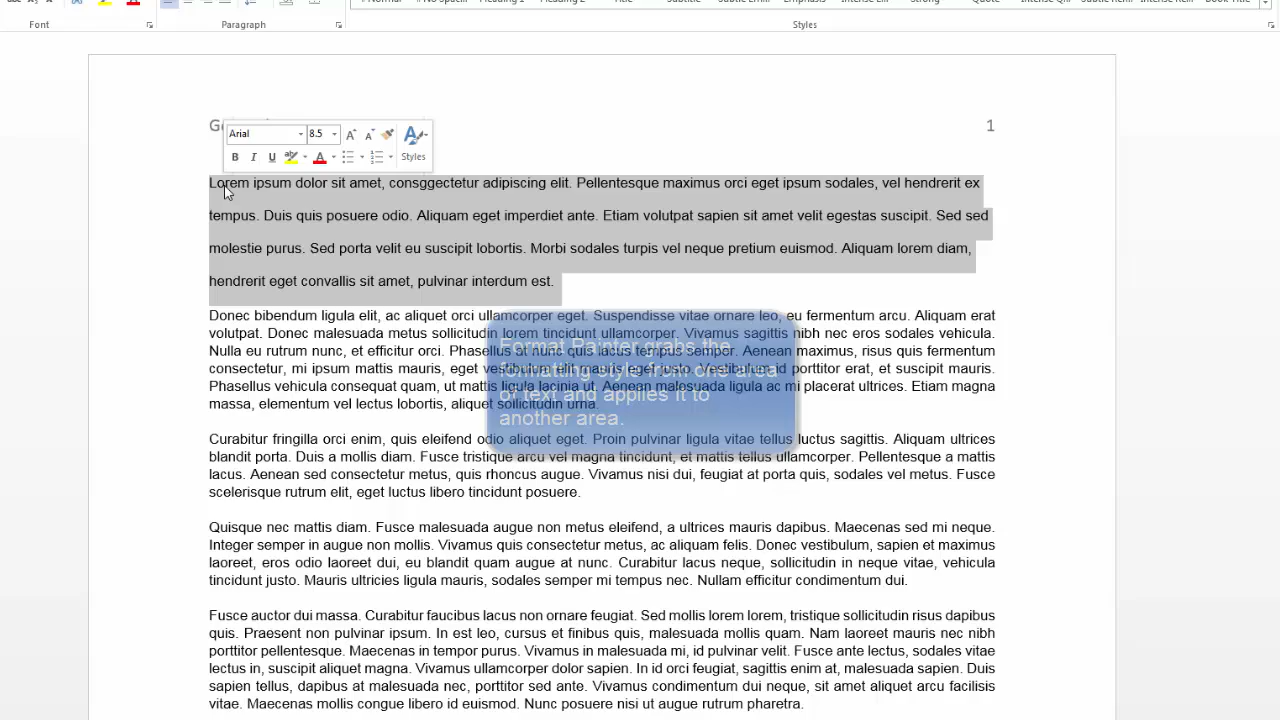 Font
Paragraph
Styles
1
Arial
8.5
B I U
Styles
Lorem ipsum dolor sit amet, consggectetur adipiscing elit. Pellentesque maximus orci eget ipsum sodales, vel hendrerit ex
tempus. Duis quis posuere odio. Aliquam eget imperdiet ante. Etiam volutpat sapien sit amet velit egestas suscipit. Sed sed
molestie purus. Sed porta velit eu suscipit lobortis. Morbi sodales turpis vel neque pretium euismod. Aliquam lorem diam,
hendrerit eget convallis sit amet, pulvinar interdum est.
Donec bibendum ligula elit, ac aliquet orci ullamcorper eget. Suspendisse vitae ornare leo, eu fermentum arcu. Aliquam erat
volutpat. Donec malesuada metus sollicitudin lorem tincidunt ullamcorper. Vivamus sagittis nibh nec eros sodales vehicula.
Nulla eu rutrum nunc, et efficitur orci. Phasellus at nunc quis lacus tempus semper. Aenean maximus, risus quis fermentum
consectetur, mi ipsum mattis mauris, eget vestibulum elit mauris eget justo. Vestibulum id porttitor erat, et suscipit mauris.
Phasellus vehicula consequat quam, ut mattis ligula lacinia ut. Aenean malesuada ligula ac mi placerat ultrices. Etiam magna
massa, elementum vel lectus lobortis, aliquet sollicitudin urna.
Format Painter grabs the
formatting style from one area
of text and applies it to
another area.
Curabitur fringilla orci enim, quis eleifend odio aliquet eget. Proin pulvinar ligula vitae tellus luctus sagittis. Aliquam ultrices
blandit porta. Duis a mollis diam. Fusce tristique arcu vel magna tincidunt, et mattis tellus ullamcorper. Pellentesque a mattis
lacus. Aenean sed consectetur metus, quis rhoncus augue. Vivamus nisi dui, feugiat at porta quis, sodales vel metus. Fusce
scelerisque rutrum elit, eget luctus libero tincidunt posuere.
Quisque nec mattis diam. Fusce malesuada augue non metus eleifend, a ultrices mauris dapibus. Maecenas sed mi neque.
Integer semper in augue non mollis. Vivamus quis consectetur metus, ac aliquam felis. Donec vestibulum, sapien et maximus
laoreet, eros odio laoreet dui, eu blandit quam augue at nunc. Curabitur lacus neque, sollicitudin in neque vitae, vehicula
tincidunt justo. Mauris ultricies ligula mauris, sodales semper mi tempus nec. Nullam efficitur condimentum dui.
Fusce auctor dui massa. Curabitur faucibus lacus non ornare feugiat. Sed mollis lorem lorem, tristique sollicitudin risus dapibus
quis. Praesent non pulvinar ipsum. In est leo, cursus et finibus quis, malesuada mollis quam. Nam laoreet mauris nec nibh
porttitor pellentesque. Maecenas in tempor purus. Vivamus in malesuada mi, id pulvinar velit. Fusce ante lectus, sodales vitae
lectus in, suscipit aliquet magna. Vivamus ullamcorper dolor sapien. In id orci feugiat, sagittis enim at, malesuada sapien. Duis
sapien tellus, dapibus at malesuada nec, porttitor sed ante. Vivamus condimentum dui neque, sit amet aliquet arcu facilisis
vitae. Maecenas mollis congue libero id euismod. Nunc posuere nisi ut augue rutrum pharetra.